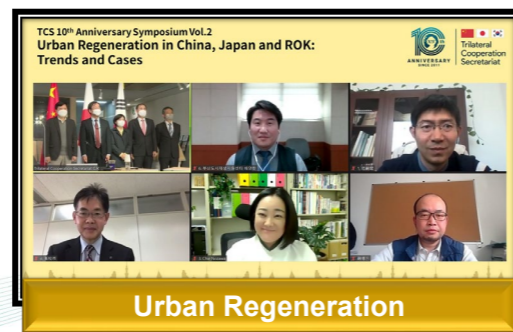 TCS 10th Anniversary Symposium Vol.2
Urban Regeneration in China, Japan and ROK:
Trends and Cases
ANNIVERSARY
SINCE 2011
Trilateral
Cooperation
Secretariat
Urban Regeneration